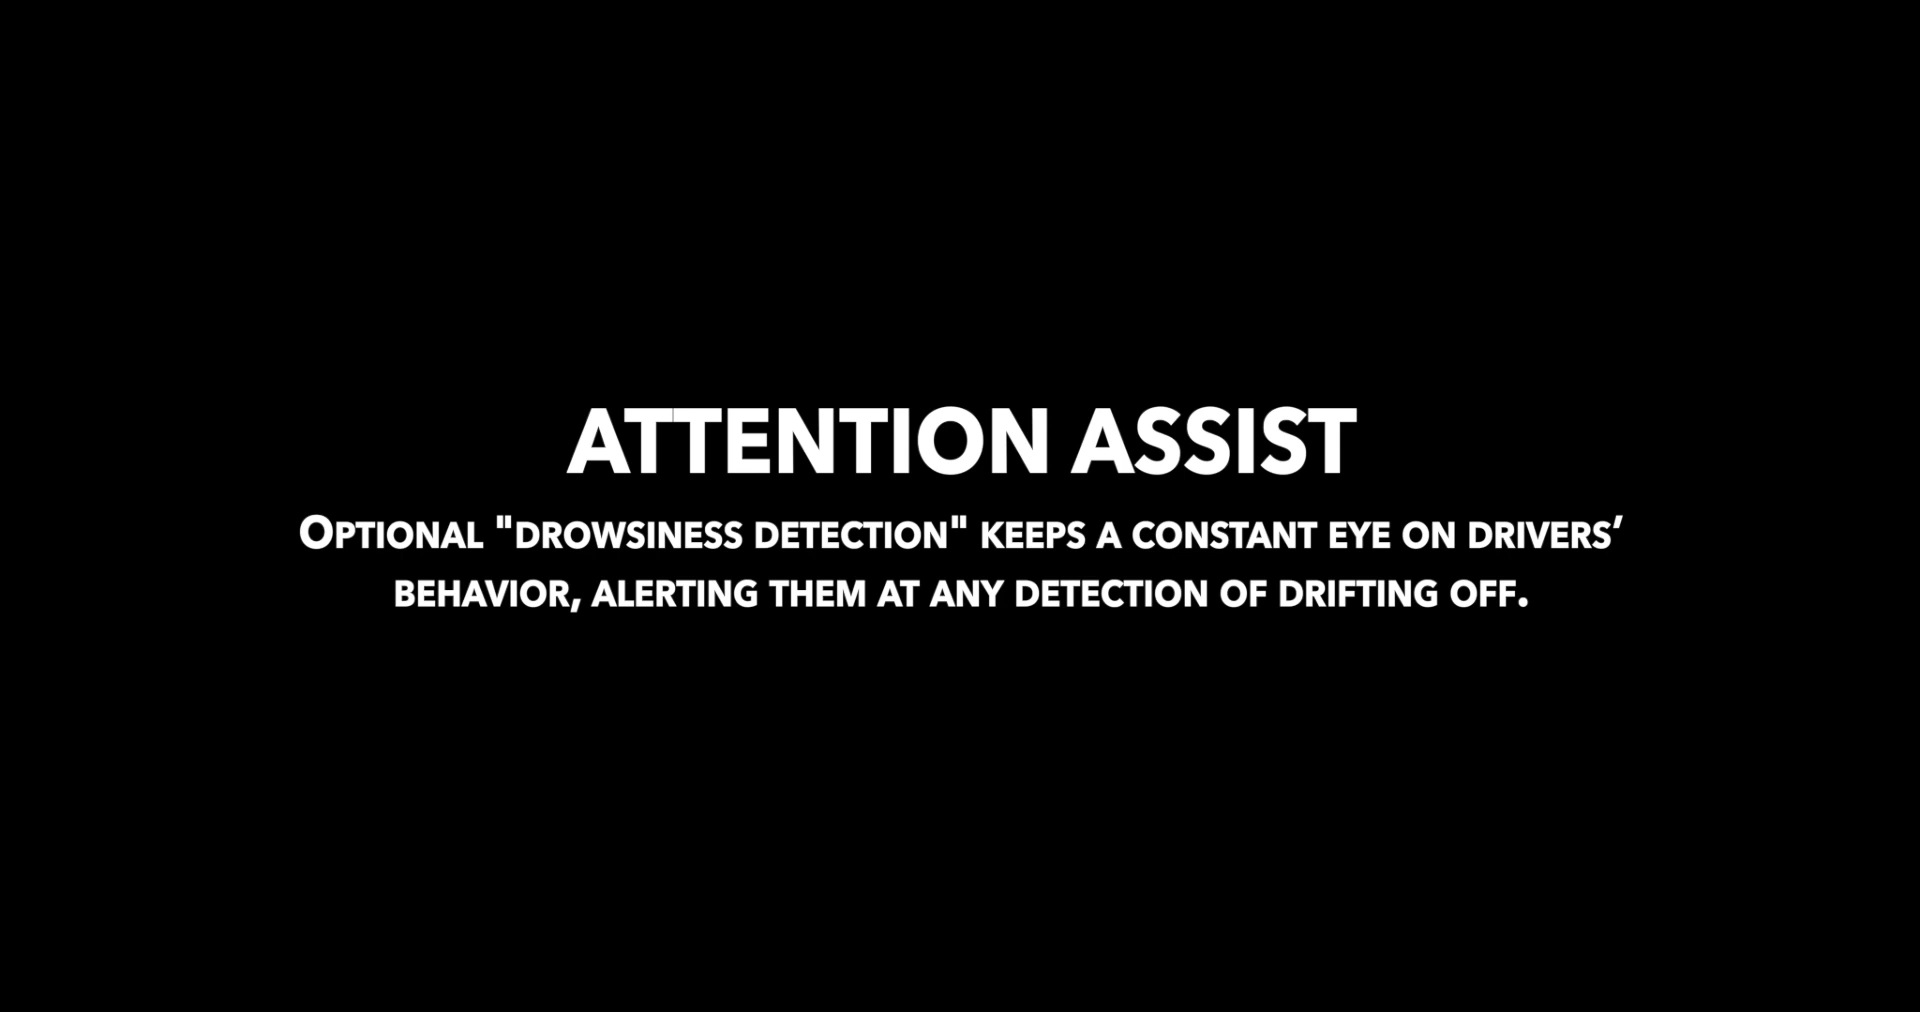 ATTENTION ASSIST
OPTIONAL "DROWSINESS DETECTION" KEEPS A CONSTANT EYE ON DRIVERS’
BEHAVIOR, ALERTING THEM AT ANY DETECTION OF DRIFTING OFF.